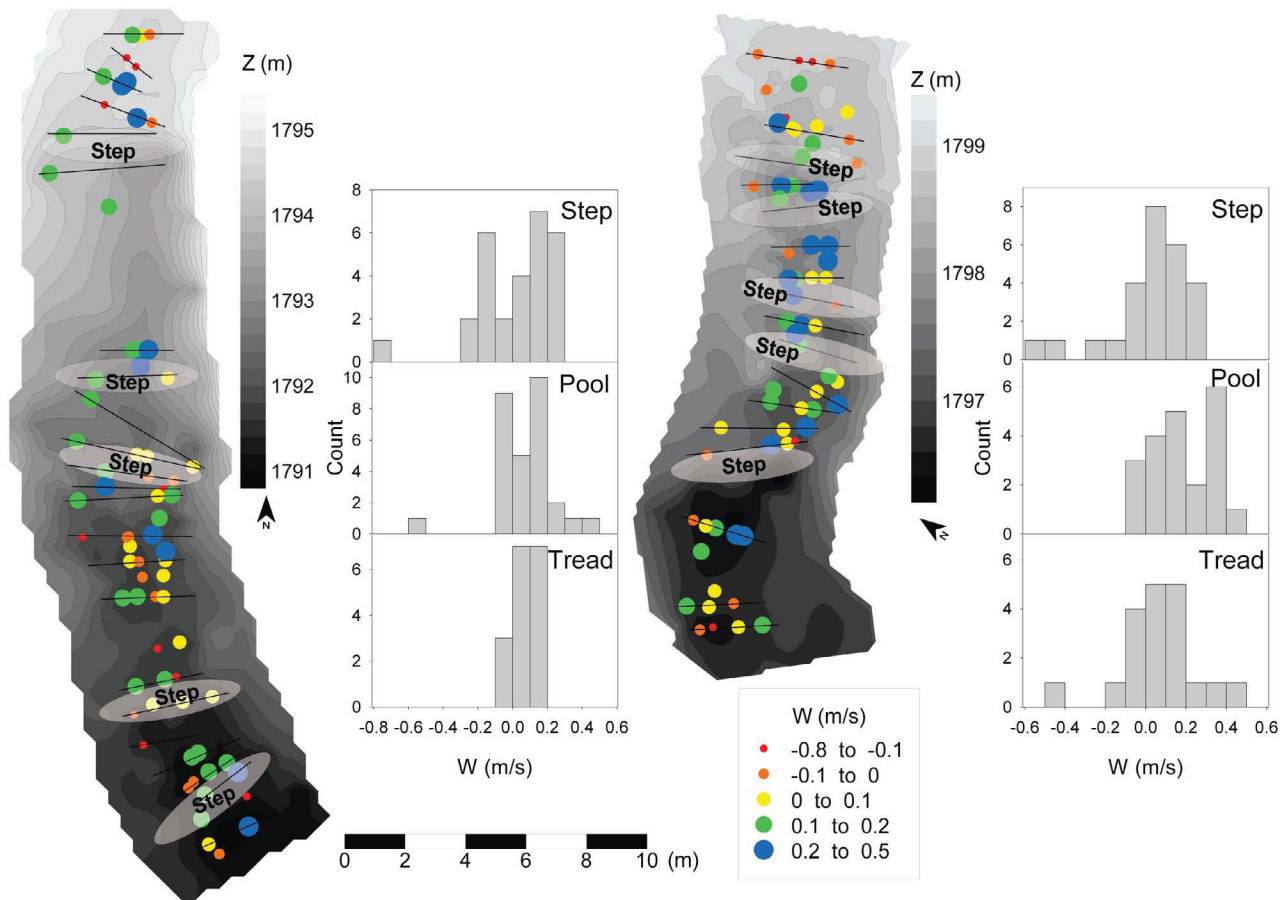 Z (m)
1795
1794
1793
1792
1791
N
Step
Step
Step
Step
Step
8
6
4
2
0
Step
10
8
6
4
2
0
Pool
6
4
2
0
Tread
Count
-0.8 -0.6 -0.4 -0.2 0.0 0.2 0.4 0.6
W (m/s)
0 2 4 6 8 10 (m)
Z (m)
1799
1798
1797
N
Step
Step
Step
Step
Step
8
6
4
2
0
Step
6
4
2
0
Pool
6
4
2
0
Tread
Count
-0.6 -0.4 -0.2 0.0 0.2 0.4 0.6
W (m/s)
W (m/s)
-0.8 to -0.1
-0.1 to 0
0 to 0.1
0.1 to 0.2
0.2 to 0.5